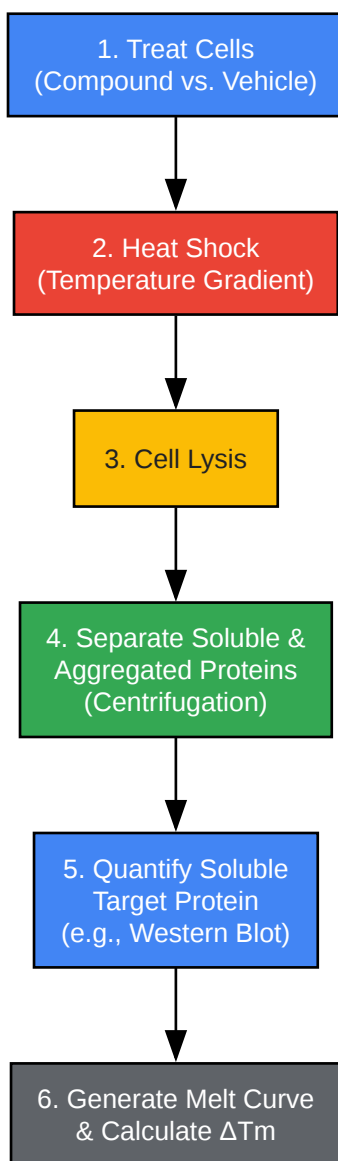 1. Treat Cells
(Compound vs. Vehicle)
2. Heat Shock
(Temperature Gradient)
3. Cell Lysis
4. Separate Soluble &
Aggregated Proteins
(Centrifugation)
5. Quantify Soluble
Target Protein
(e.g., Western Blot)
6. Generate Melt Curve
& Calculate ΔTm